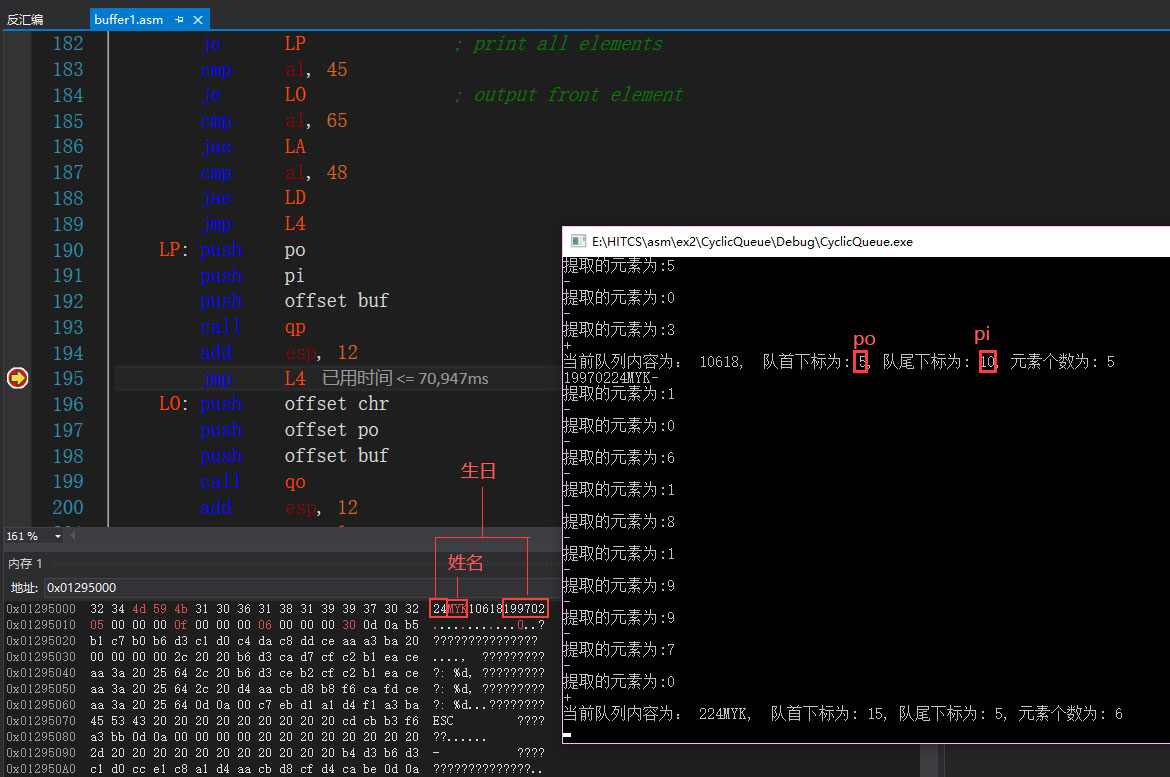 反汇编 buffer1.asm
182 je LP ; print all elements
183 cmp al, 45
184 jc LO ; output front element
185 cmp al, 65
186 jae LA
187 cmp al, 48
188 jae LD
189 jmp L4
190 LP: push po
191 push pi
192 push offset buf
193 call qp
194 add esp, 12
195 jmp L4 已用时间 <= 70,947ms
196 LO: push offset chr
197 push offset po
198 push offset buf
199 call qo
200 add esp, 12
161 %
内存 1
地址: 0x01295000
生日
姓名
0x01295000 32 34 4d 59 4b 31 30 36 31 38 31 39 39 37 30 32 24MYK10618199702
0x01295010 05 00 00 00 0f 00 00 00 06 00 00 00 30 0d 0a b5 ............0..?
0x01295020 b1 c7 b0 b6 d3 c1 d0 c4 da c8 dd ce aa a3 ba 20 ???????????????
0x01295030 00 00 00 00 2c 20 20 b6 d3 ca d7 cf c2 b1 ea ce ...., ?????????
0x01295040 aa 3a 20 25 64 2c 20 b6 d3 ce b2 cf c2 b1 ea ce ?: %d, ?????????
0x01295050 aa 3a 20 25 64 2c 20 d4 aa cb d8 b8 f6 ca fd ce ?: %d, ?????????
0x01295060 aa 3a 20 25 64 0d 0a 00 c7 eb d1 a1 d4 f1 a3 ba ?: %d...????????
0x01295070 45 53 43 20 20 20 20 20 20 20 20 20 cd cb b3 f6 ESC ????
0x01295080 a3 bb 0d 0a 00 00 00 00 20 20 20 20 20 20 20 20 ??......
0x01295090 2d 20 20 20 20 20 20 20 20 20 20 20 b4 d3 b6 d3 - ????
0x012950A0 c1 d0 cc e1 c8 a1 d4 aa cb d8 cf d4 ca be 0d 0a ??????????????..
E:\HITCS\asm\ex2\CyclicQueue\Debug\CyclicQueue.exe
提取的元素为:5
-
提取的元素为:0
-
提取的元素为:3
+
po pi
当前队列内容为： 10618, 队首下标为: 5, 队尾下标为: 10, 元素个数为: 5
19970224MYK-
提取的元素为:1
-
提取的元素为:0
-
提取的元素为:6
-
提取的元素为:1
-
提取的元素为:8
-
提取的元素为:1
-
提取的元素为:9
-
提取的元素为:9
-
提取的元素为:7
-
提取的元素为:0
+
当前队列内容为： 224MYK, 队首下标为: 15, 队尾下标为: 5, 元素个数为: 6